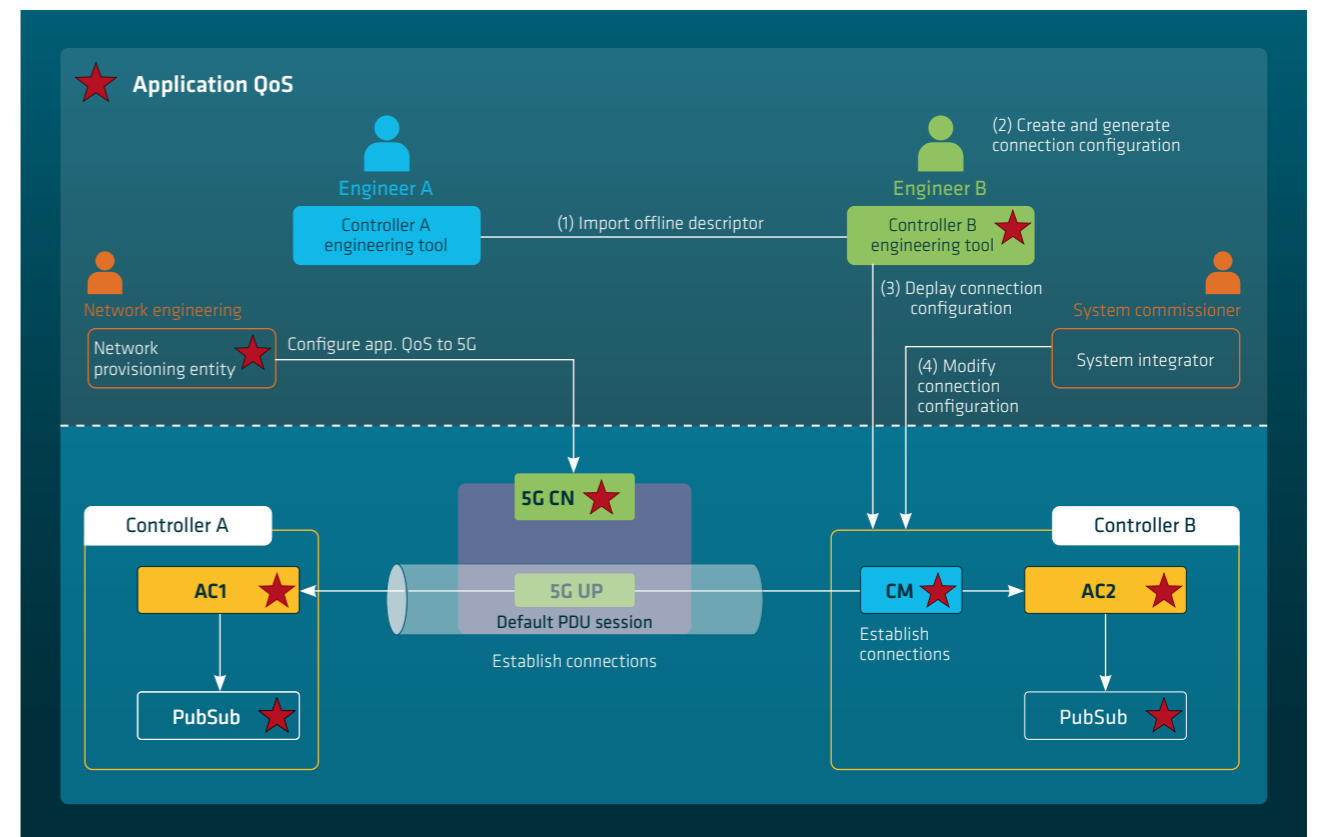 Application QoS
(2) Create and generate
connection configuration
Engineer A
Engineer B
Controller A
engineering tool
(1) Import offline descriptor
Controller B
engineering tool
(3) Deplay connection
configuration
Network engineering
System commissioner
Network
provisioning entity
Configure app. QoS to 5G
(4) Modify
connection
configuration
System integrator
5G CN
Controller A
Controller B
AC1
5G UP
Default PDU session
CM
AC2
Establish connections
Establish
connections
PubSub
PubSub